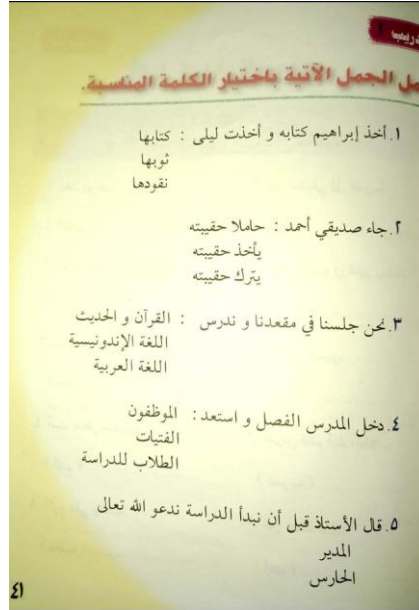 مل الجمل الآتية باختيار الكلمة المناسبة.
١. أخذ إبراهيم كتابه و أخذت ليلى : كتابها
ثوبها
نقودها
٢. جاء صديقي أحمد : حاملا حقيبته
يأخذ حقيبته
يترك حقيبته
٣. نحن جلسنا في مقعدنا و ندرس : القرآن و الحديث
اللغة الإندونيسية
اللغة العربية
٤. دخل المدرس الفصل و استعد : الموظفون
الفتيات
الطلاب للدراسة
٥. قال الأستاذ قبل أن نبدأ الدراسة ندعو الله تعالى
المدير
الحارس
٤١